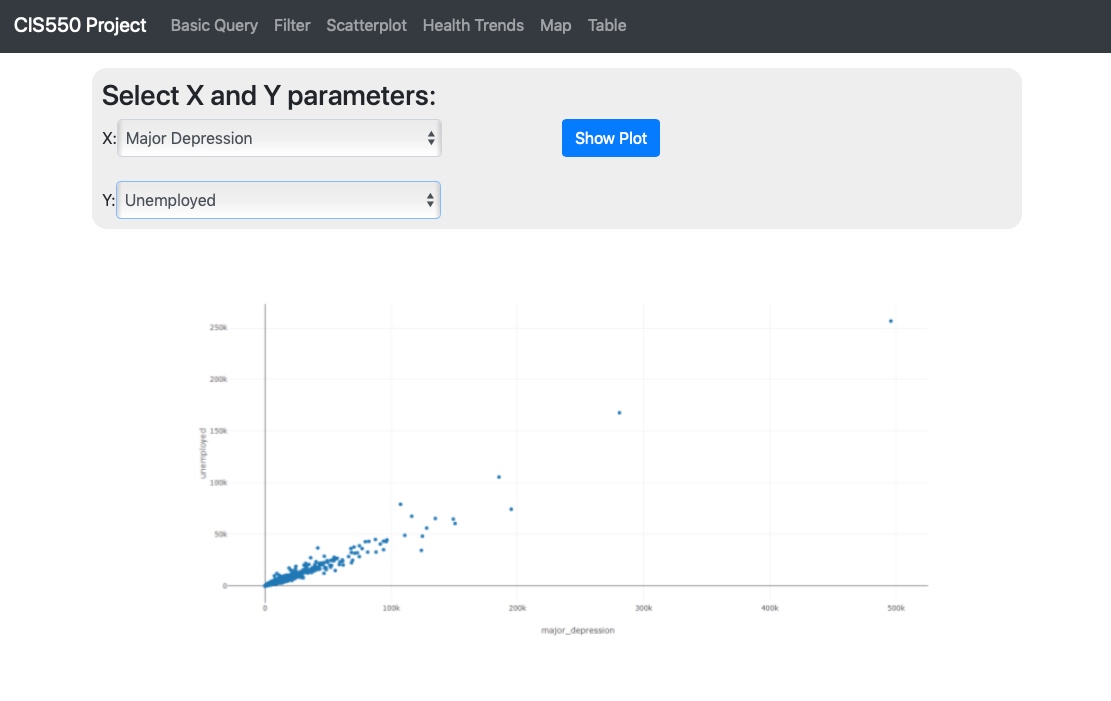 CIS550 Project Basic Query Filter Scatterplot Health Trends Map Table
Select X and Y parameters:
X: Major Depression
Show Plot
Y: Unemployed
250k
200k
150k
100k
50k
0
unemployed
0 100k 200k 300k 400k 500k
major_depression